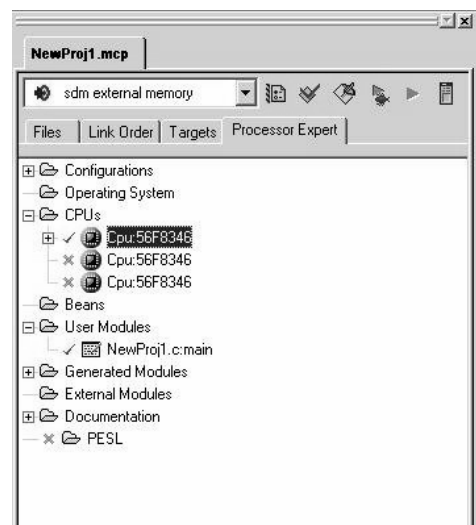 NewProj1.mcp
sdm external memory
Files Link Order Targets Processor Expert
Configurations
Operating System
CPUs
Cpu:56F8346
Cpu:56F8346
Cpu:56F8346
Beans
User Modules
NewProj1.c:main
Generated Modules
External Modules
Documentation
PESL